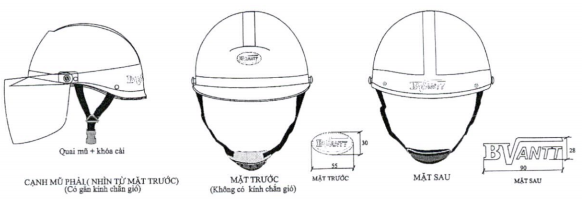 BVANTT
Quai mũ + khóa cài
CẠNH MŨ PHẢI ( NHÌN TỪ MẶT TRƯỚC)
(Có gắn kính chắn gió)
BVANTT
MẶT TRƯỚC
(Không có kính chắn gió)
BVANTT
30
55
MẶT TRƯỚC
BVANTT
MẶT SAU
BVANTT
28
90
MẶT SAU